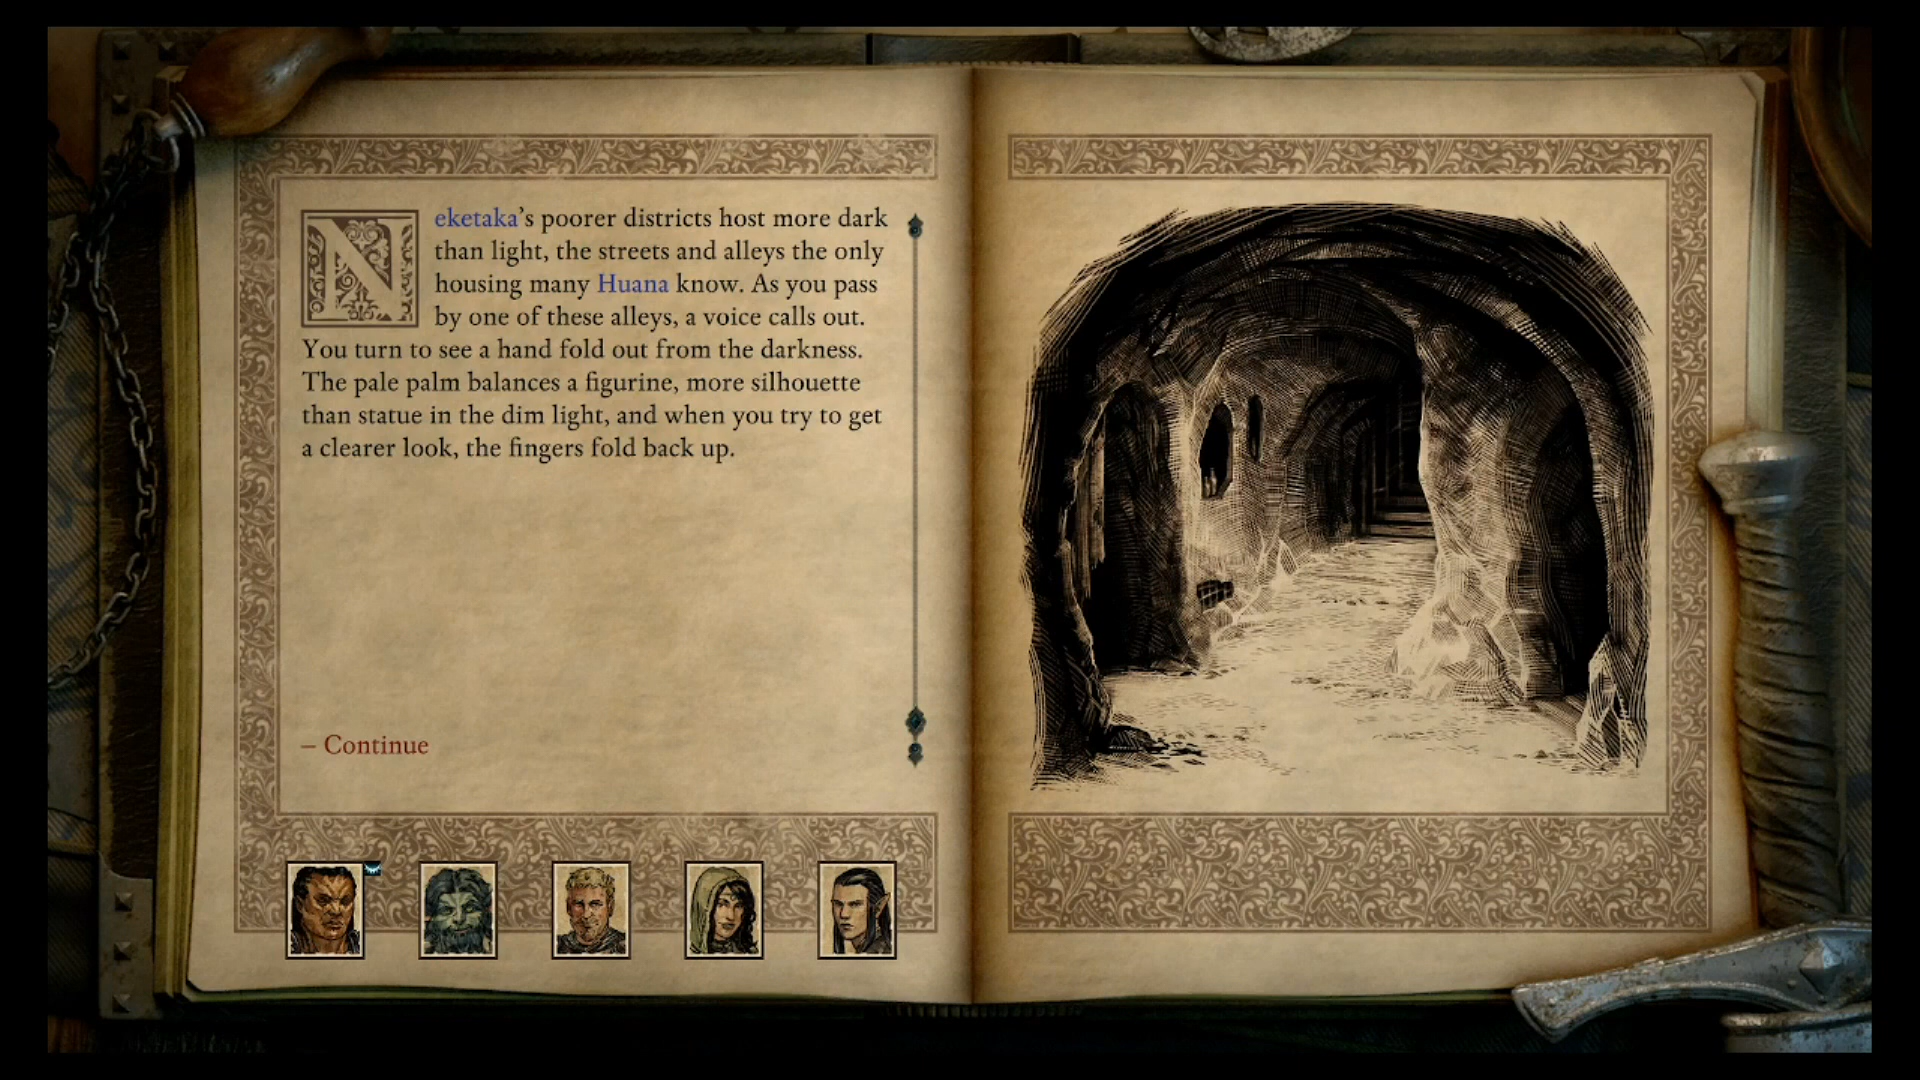 Neketaka's poorer districts host more dark
than light, the streets and alleys the only
housing many Huana know. As you pass
by one of these alleys, a voice calls out.
You turn to see a hand fold out from the darkness.
The pale palm balances a figurine, more silhouette
than statue in the dim light, and when you try to get
a clearer look, the fingers fold back up.
– Continue